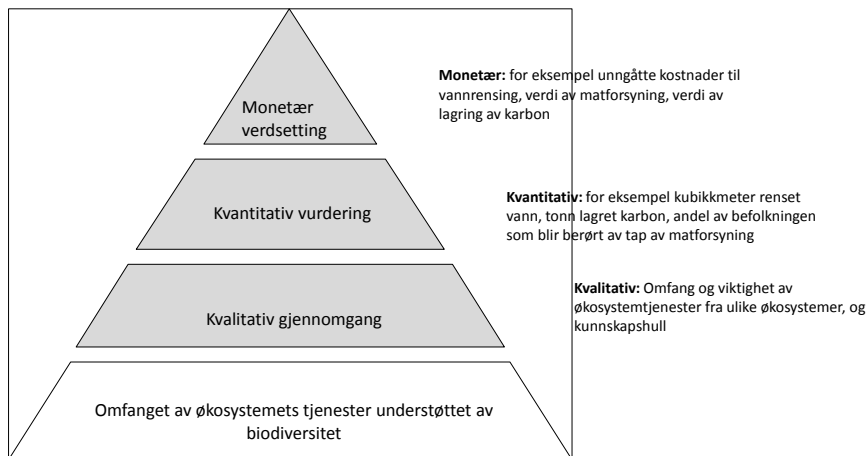 Monetær
verdsetting
Monetær: for eksempel unngåtte kostnader til
vannrensing, verdi av matforsyning, verdi av
lagring av karbon
Kvantitativ vurdering
Kvantitativ: for eksempel kubikkmeter renset
vann, tonn lagret karbon, andel av befolkningen
som blir berørt av tap av matforsyning
Kvalitativ gjennomgang
Kvalitativ: Omfang og viktighet av
økosystemtjenester fra ulike økosystemer, og
kunnskapshull
Omfanget av økosystemets tjenester understøttet av
biodiversitet